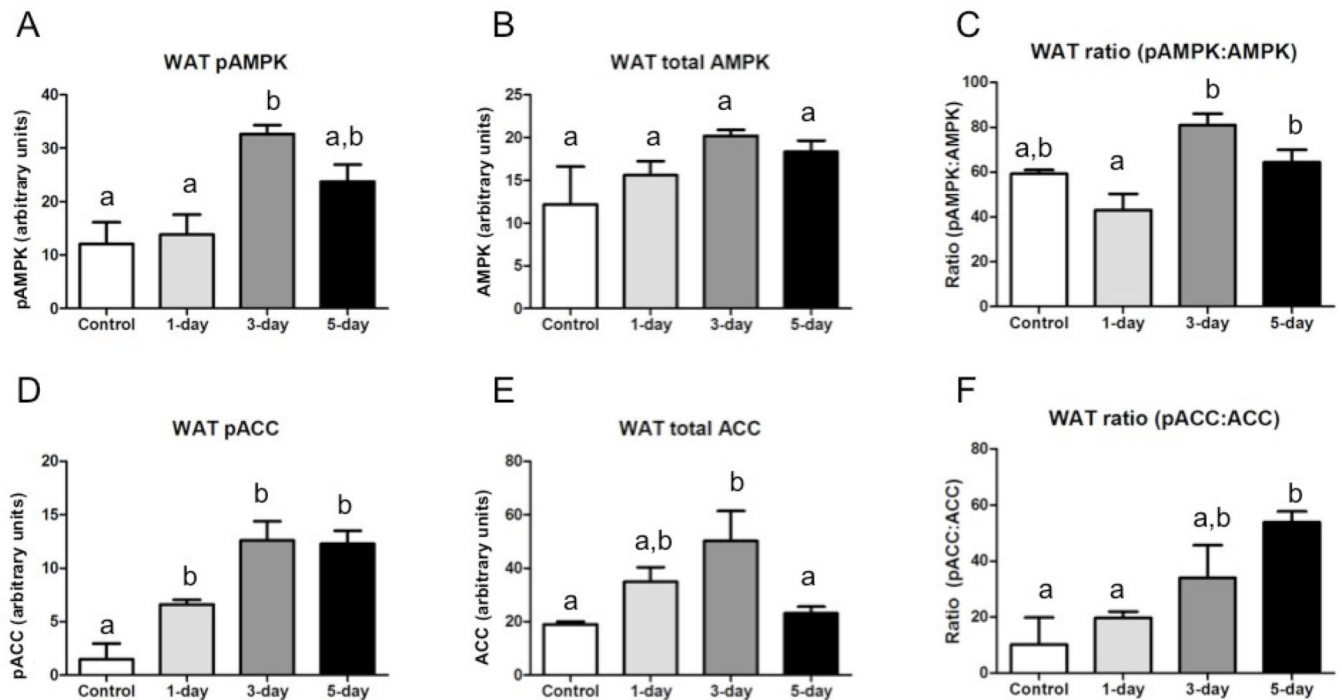 A
WAT pAMPK
pAMPK (arbitrary units)
40
30
20
10
0
a
a
b
a,b
Control 1-day 3-day 5-day
B
WAT total AMPK
AMPK (arbitrary units)
25
20
15
10
5
0
a
a
a
a
Control 1-day 3-day 5-day
C
WAT ratio (pAMPK:AMPK)
Ratio (pAMPK:AMPK)
100
80
60
40
20
0
a,b
a
b
b
Control 1-day 3-day 5-day
D
WAT pACC
pACC (arbitrary units)
20
15
10
5
0
a
b
b
b
Control 1-day 3-day 5-day
E
WAT total ACC
ACC (arbitrary units)
80
60
40
20
0
a
a,b
b
a
Control 1-day 3-day 5-day
F
WAT ratio (pACC:ACC)
Ratio (pACC:ACC)
80
60
40
20
0
a
a
a,b
b
Control 1-day 3-day 5-day